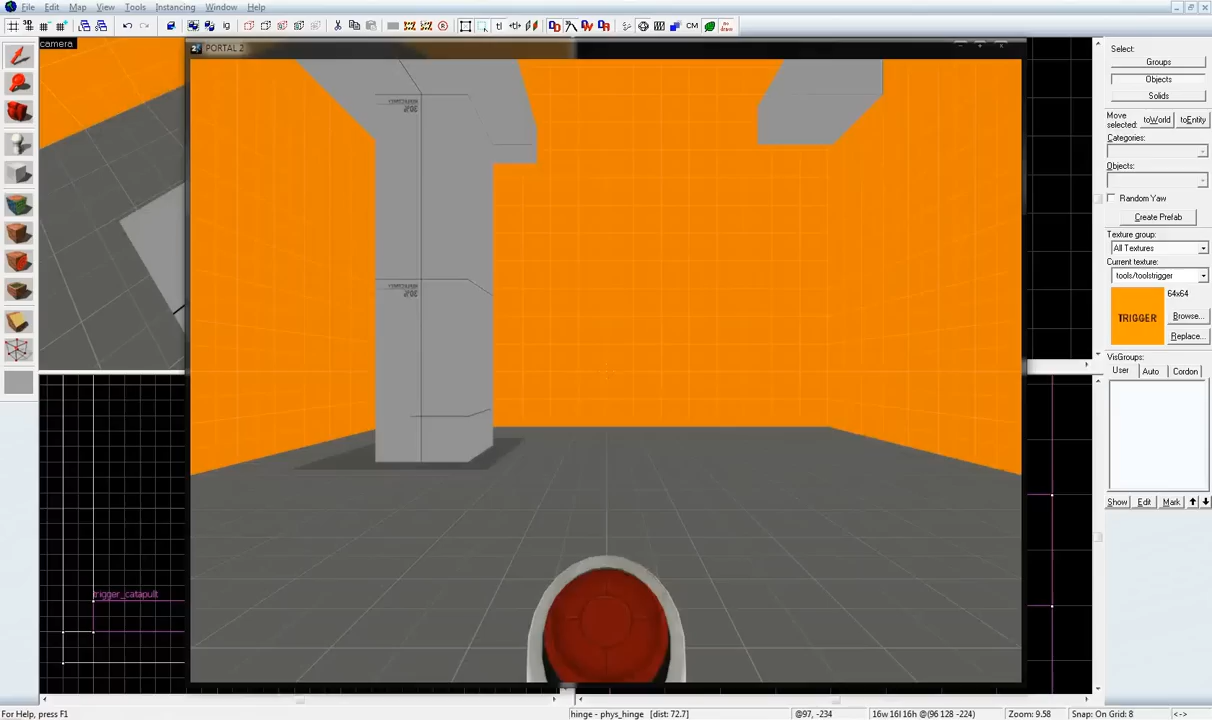 File Edit Map View Tools Instancing Window Help
camera
PORTAL 2
trigger_catapult
Select:
Groups
Objects
Solids
Move selected:
toWorld
toEntity
Categories:
Objects:
Random Yaw
Create Prefab
Texture group:
All Textures
Current texture:
tools/toolstrigger
TRIGGER
64x64
Browse...
Replace...
VisGroups:
User Auto Cordon
Show Edit Mark
For Help, press F1
hinge - phys_hinge [dist: 72.7]
@97, -234
16w 16l 16h @(96 128 -224)
Zoom: 9.58
Snap: On Grid: 8
<->